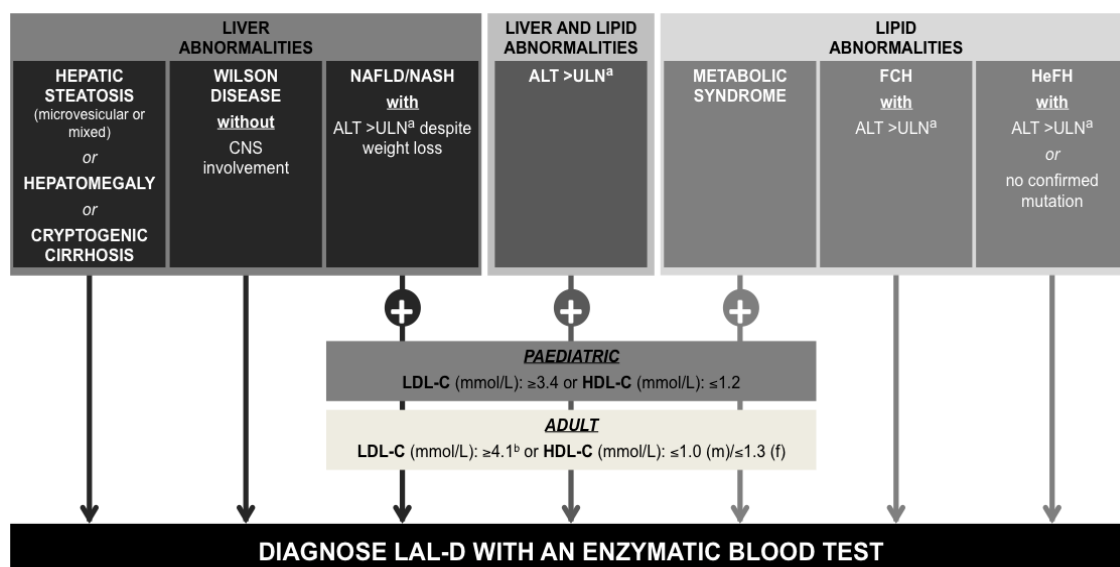 LIVER
ABNORMALITIES
HEPATIC
STEATOSIS
(microvesicular or
mixed)
or
HEPATOMEGALY
or
CRYPTOGENIC
CIRRHOSIS
WILSON
DISEASE
without
CNS
involvement
NAFLD/NASH
with
ALT >ULNᵃ despite
weight loss
LIVER AND LIPID
ABNORMALITIES
ALT >ULNᵃ
LIPID
ABNORMALITIES
METABOLIC
SYNDROME
FCH
with
ALT >ULNᵃ
HeFH
with
ALT >ULNᵃ
or
no confirmed
mutation
+
+
+
PAEDIATRIC
LDL-C (mmol/L): ≥3.4 or HDL-C (mmol/L): ≤1.2
ADULT
LDL-C (mmol/L): ≥4.1ᵇ or HDL-C (mmol/L): ≤1.0 (m)/≤1.3 (f)
DIAGNOSE LAL-D WITH AN ENZYMATIC BLOOD TEST